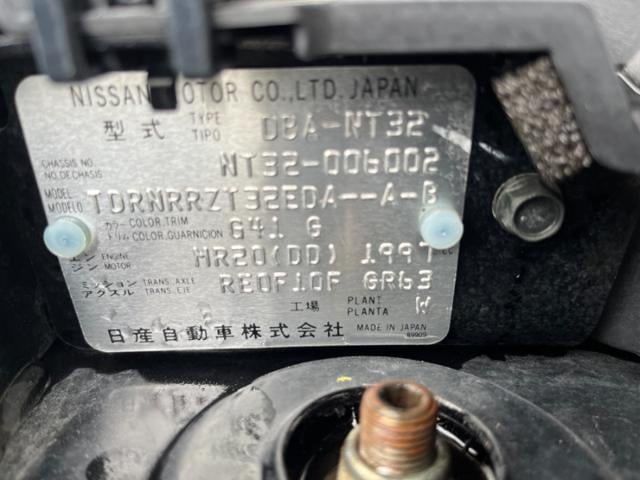 NISSAN MOTOR CO.,LTD. JAPAN
型式 TYPE TIPO DBA-NT32
CHASSIS NO. NO.DE CHASIS NT32-006002
MODEL MODELO TDRNRRZT32EDA--A-B
カラー トリム COLOR,TRIM COLOR,GUARNICION G41 G
エンジン ENGINE MOTOR MR20(DD) 1997 cc
ミッション アクスル TRANS. AXLE TRANS. EJE RE0F10F GR63
工場 PLANT PLANTA W
日産自動車株式会社 MADE IN JAPAN